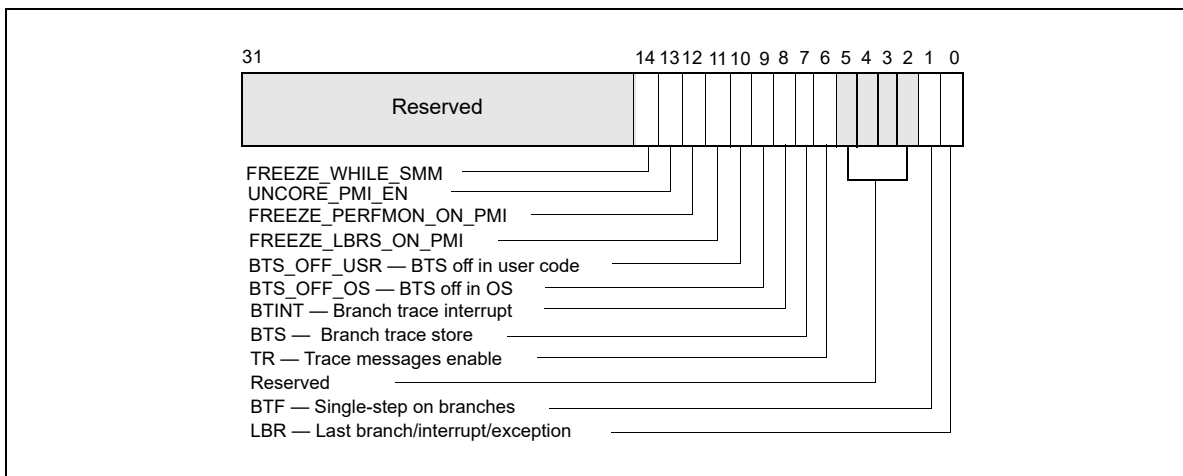 31 14 13 12 11 10 9 8 7 6 5 4 3 2 1 0
Reserved
FREEZE_WHILE_SMM
UNCORE_PMI_EN
FREEZE_PERFMON_ON_PMI
FREEZE_LBRS_ON_PMI
BTS_OFF_USR — BTS off in user code
BTS_OFF_OS — BTS off in OS
BTINT — Branch trace interrupt
BTS — Branch trace store
TR — Trace messages enable
Reserved
BTF — Single-step on branches
LBR — Last branch/interrupt/exception